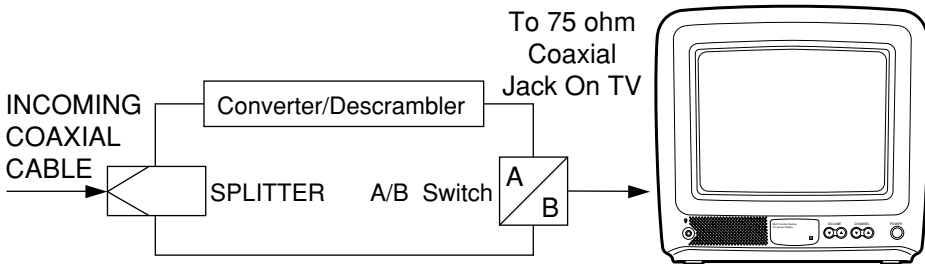 To 75 ohm
Coaxial
Jack On TV
INCOMING
COAXIAL
CABLE
Converter/Descrambler
SPLITTER
A/B Switch
A
B
VOLUME
CHANNEL
POWER